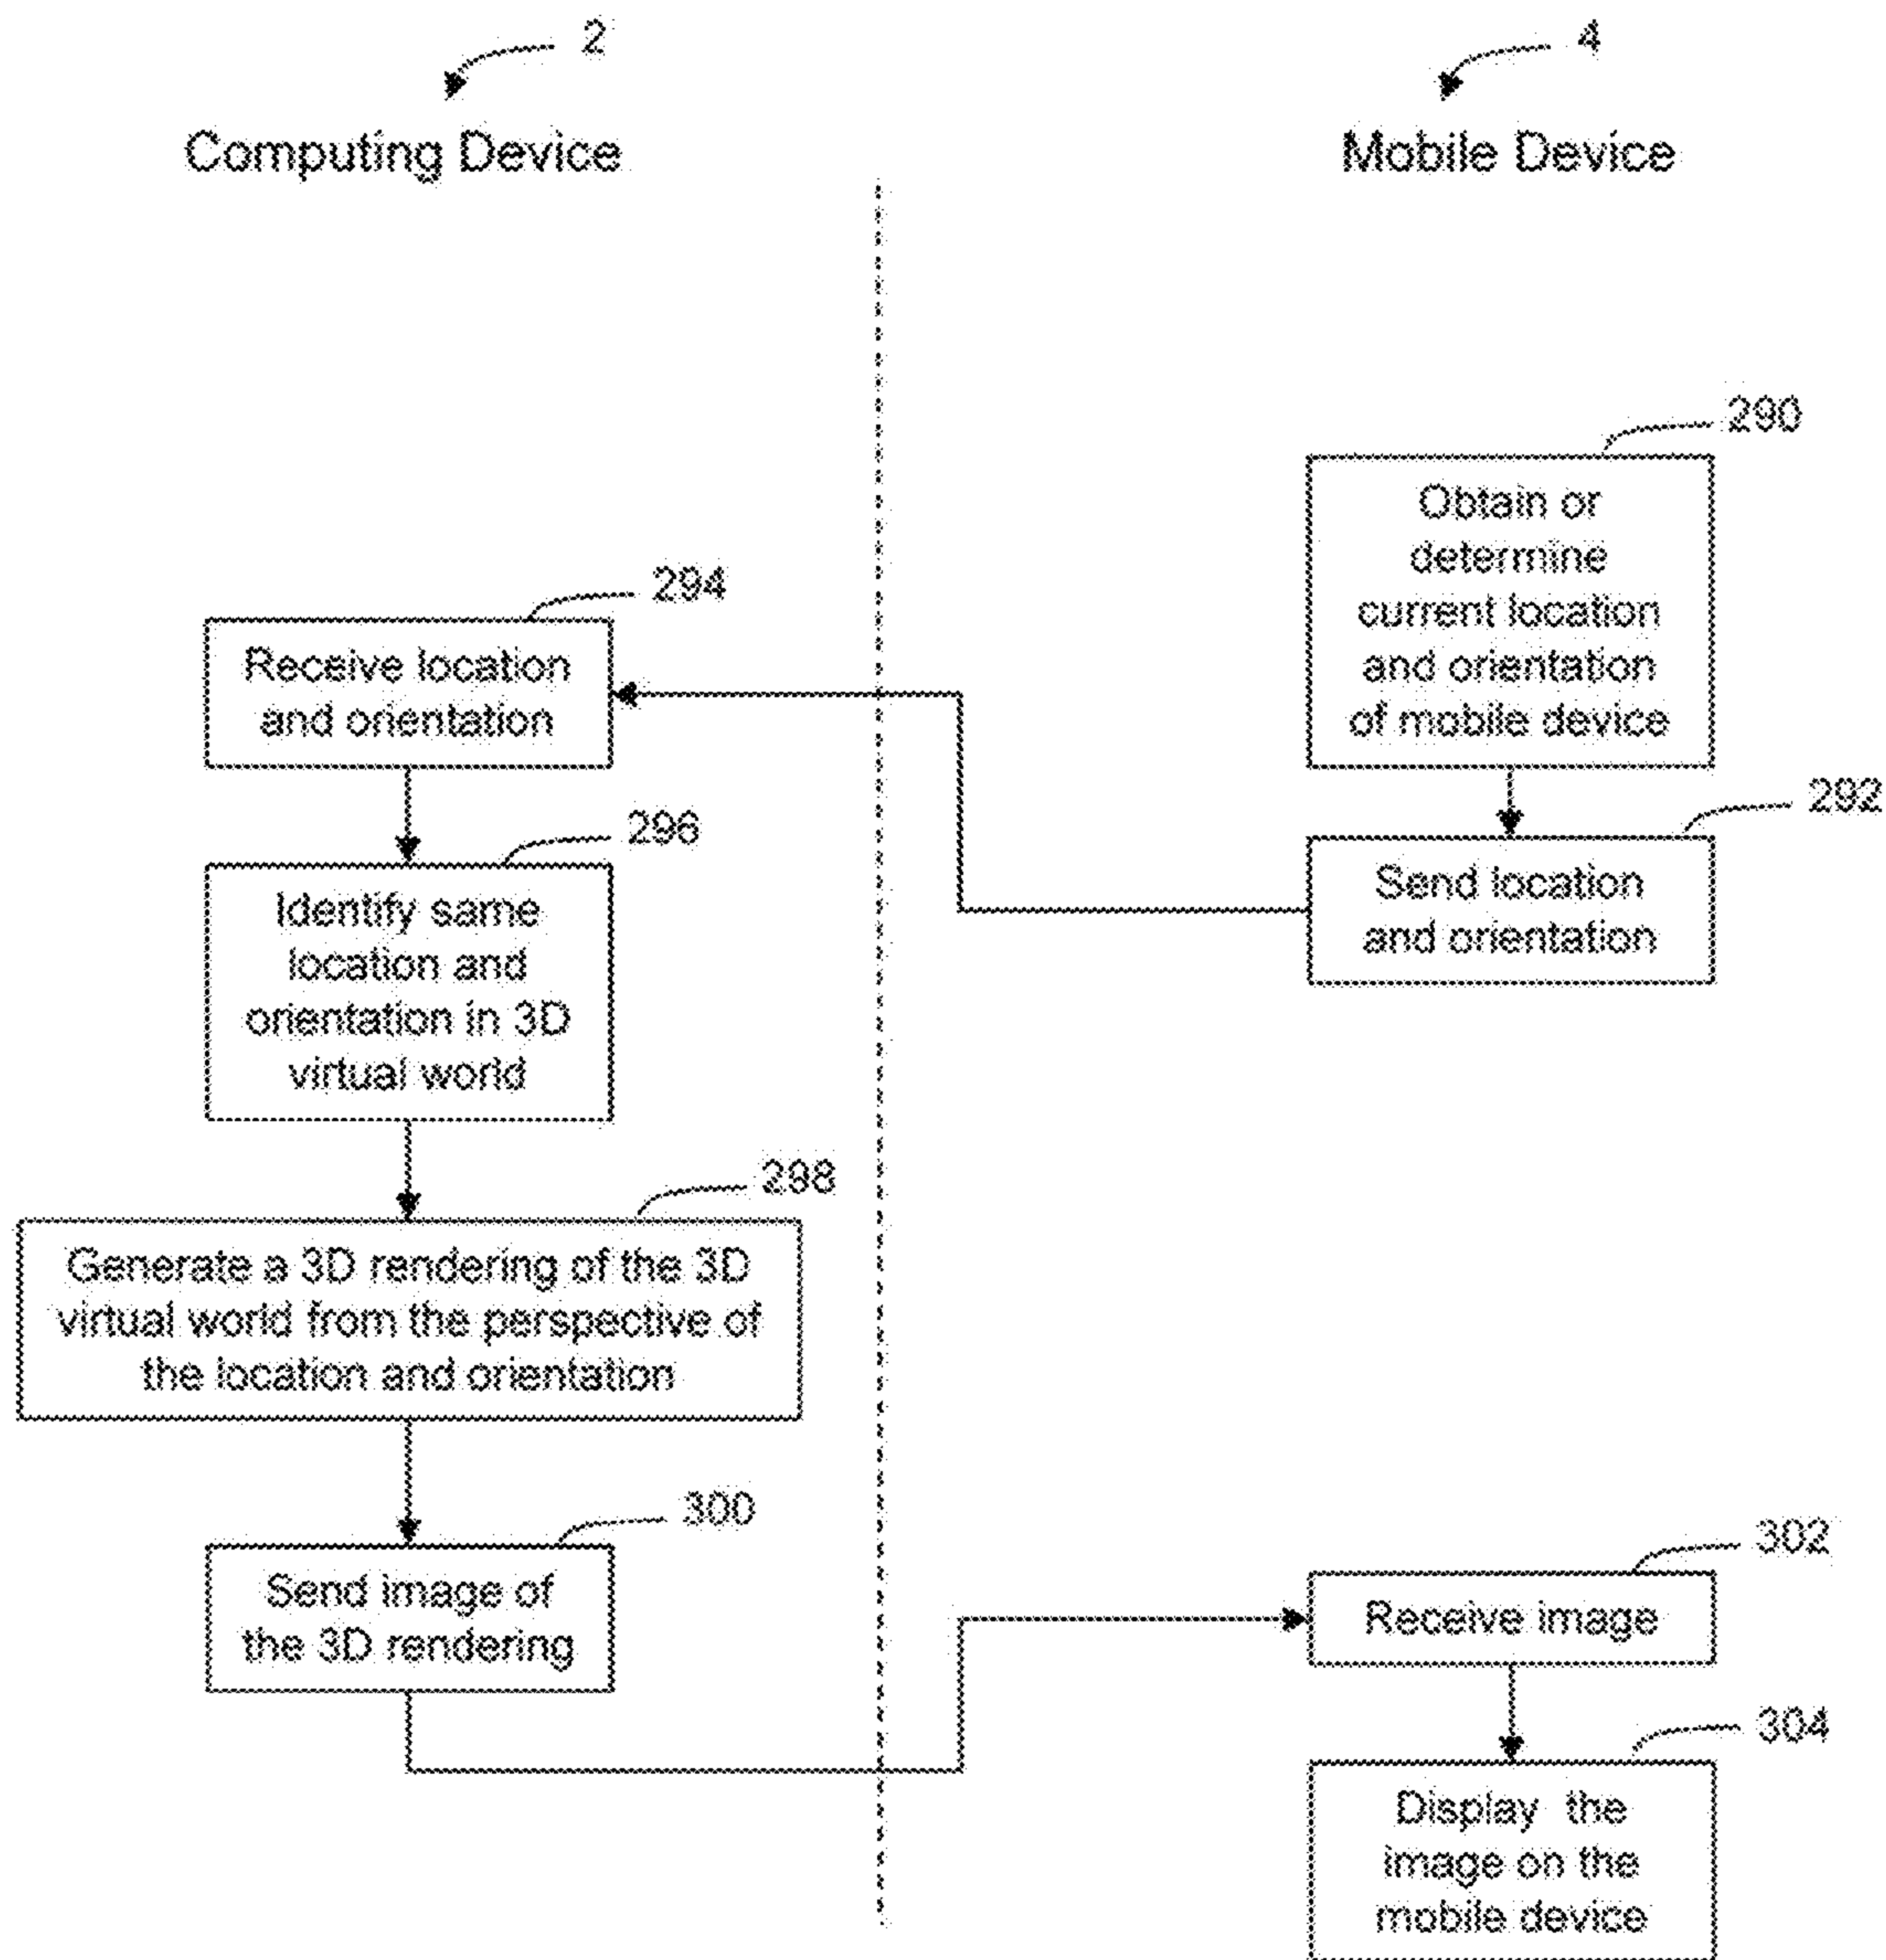 2
4
Computing Device
Mobile Device
290
Obtain or
determine
current location
and orientation
of mobile device
292
Send location
and orientation
294
Receive location
and orientation
296
Identify same
location and
orientation in 3D
virtual world
298
Generate a 3D rendering of the 3D
virtual world from the perspective of
the location and orientation
300
Send image of
the 3D rendering
302
Receive image
304
Display the
image on the
mobile device